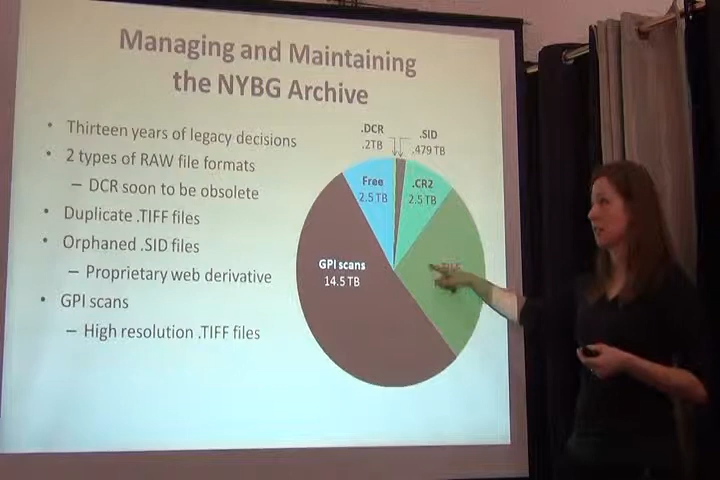 Managing and Maintaining
the NYBG Archive
• Thirteen years of legacy decisions
• 2 types of RAW file formats
– DCR soon to be obsolete
• Duplicate .TIFF files
• Orphaned .SID files
– Proprietary web derivative
• GPI scans
– High resolution .TIFF files
.DCR
.2TB
.SID
.479 TB
Free
2.5 TB
.CR2
2.5 TB
GPI scans
14.5 TB